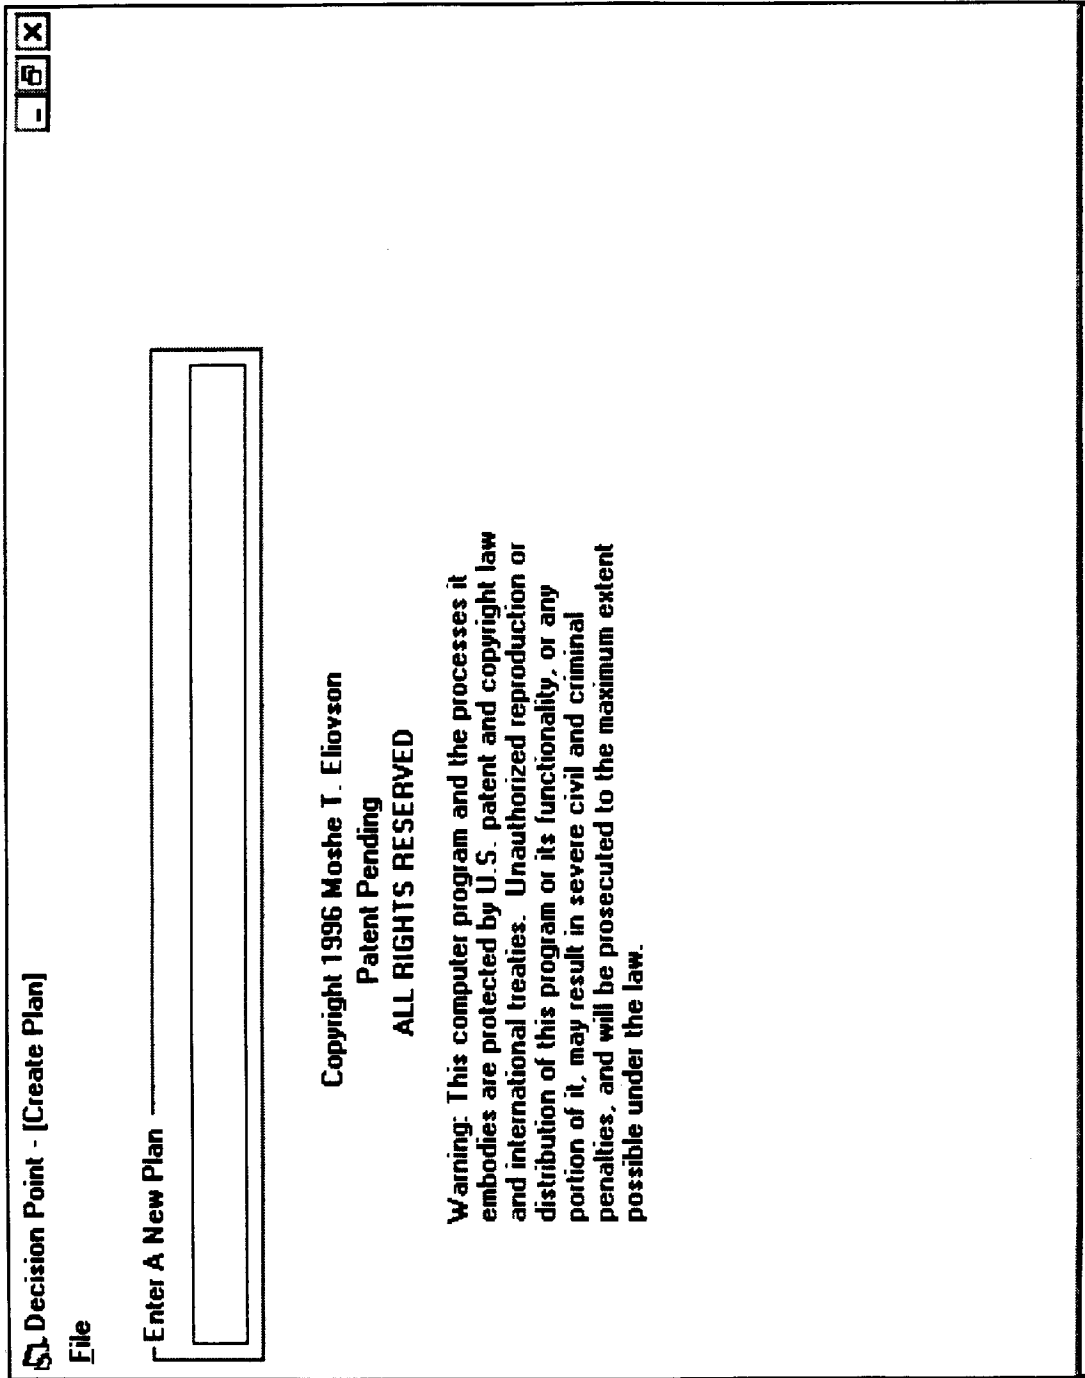 Decision Point - [Create Plan]
File
Enter A New Plan
Copyright 1996 Moshe T. Eliovson
Patent Pending
ALL RIGHTS RESERVED
Warning: This computer program and the processes it
embodies are protected by U.S. patent and copyright law
and international treaties. Unauthorized reproduction or
distribution of this program or its functionality, or any
portion of it, may result in severe civil and criminal
penalties, and will be prosecuted to the maximum extent
possible under the law.